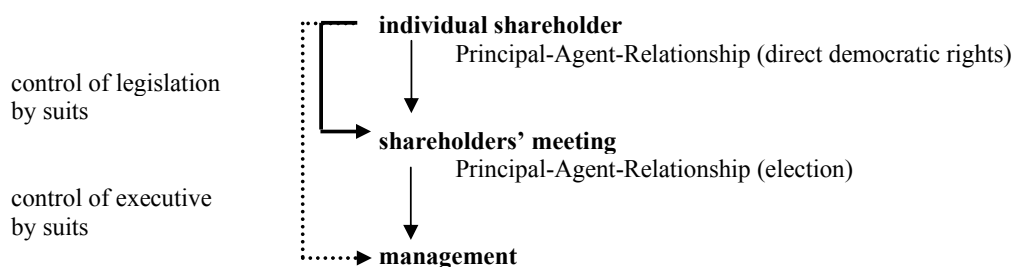 individual shareholder
Principal-Agent-Relationship (direct democratic rights)
control of legislation
by suits
shareholders’ meeting
Principal-Agent-Relationship (election)
control of executive
by suits
management